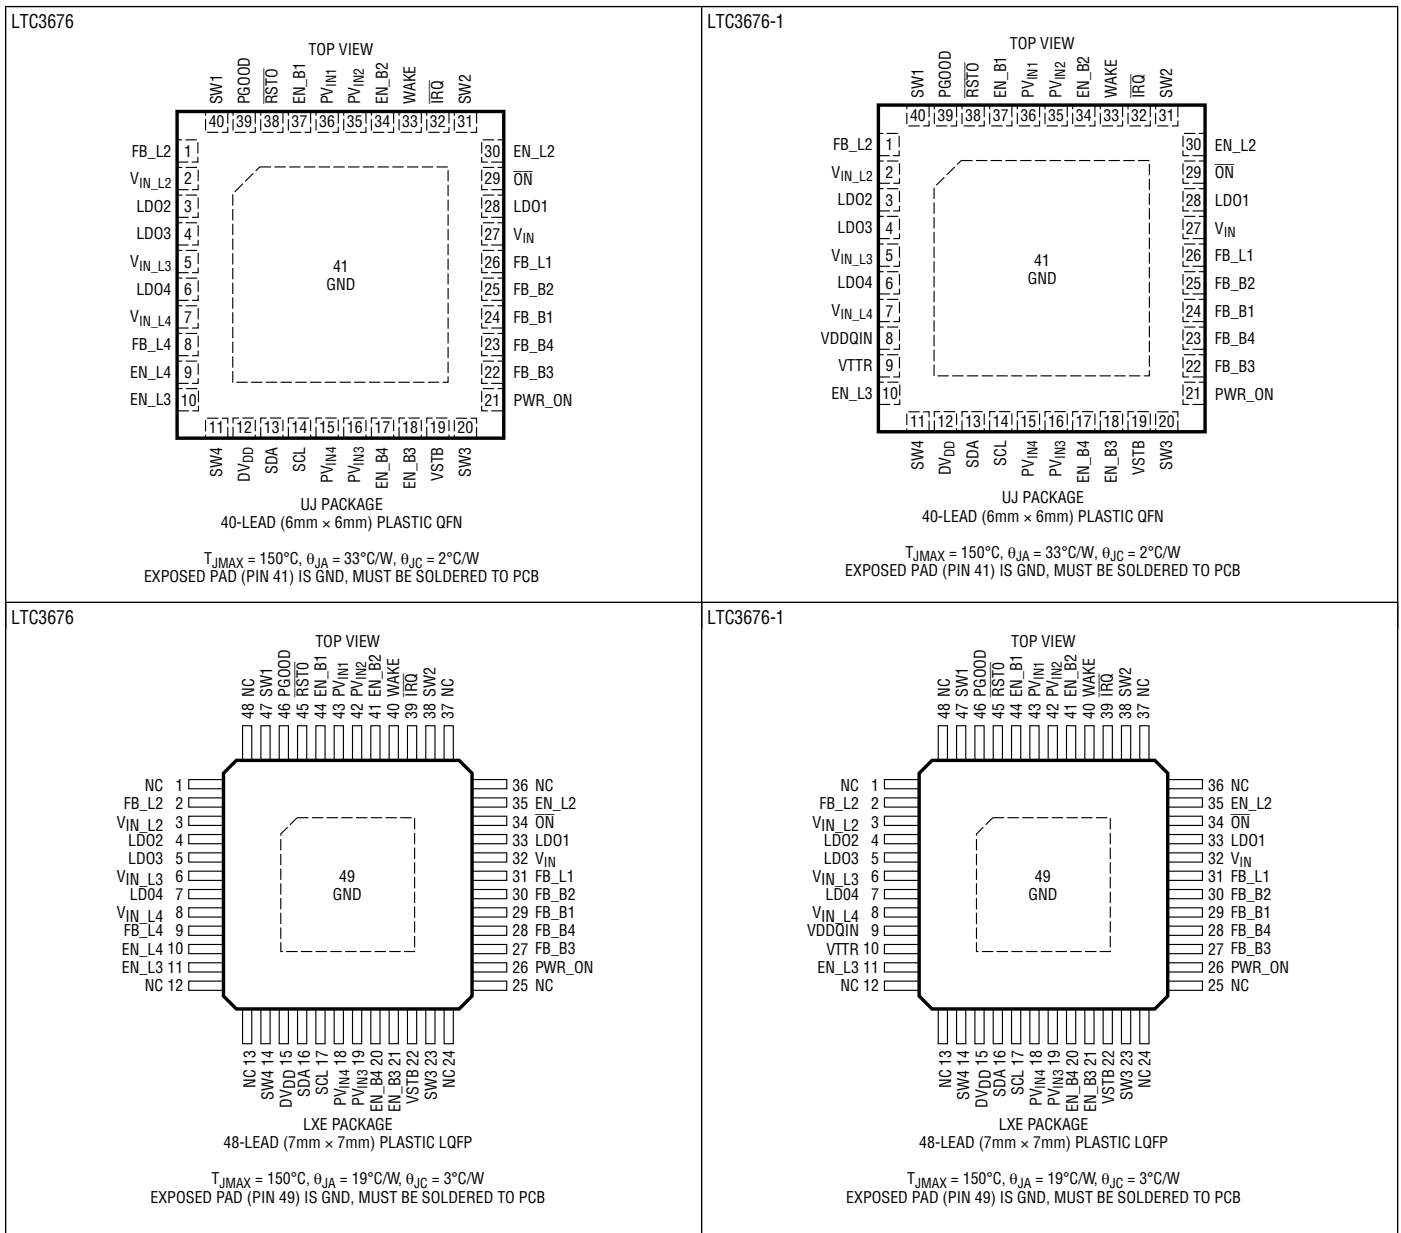 LTC3676
TOP VIEW
SW1 PGOOD RSTO EN_B1 PVIN1 PVIN2 EN_B2 WAKE IRQ SW2
40 39 38 37 36 35 34 33 32 31
FB_L2 1
VIN_L2 2
LDO2 3
LDO3 4
VIN_L3 5
LDO4 6
VIN_L4 7
FB_L4 8
EN_L4 9
EN_L3 10
41
GND
30 EN_L2
29 ON
28 LDO1
27 VIN
26 FB_L1
25 FB_B2
24 FB_B1
23 FB_B4
22 FB_B3
21 PWR_ON
11 12 13 14 15 16 17 18 19 20
SW4 DVDD SDA SCL PVIN4 PVIN3 EN_B4 EN_B3 VSTB SW3
UJ PACKAGE
40-LEAD (6mm × 6mm) PLASTIC QFN
TJMAX = 150°C, θJA = 33°C/W, θJC = 2°C/W
EXPOSED PAD (PIN 41) IS GND, MUST BE SOLDERED TO PCB
LTC3676-1
TOP VIEW
SW1 PGOOD RSTO EN_B1 PVIN1 PVIN2 EN_B2 WAKE IRQ SW2
40 39 38 37 36 35 34 33 32 31
FB_L2 1
VIN_L2 2
LDO2 3
LDO3 4
VIN_L3 5
LDO4 6
VIN_L4 7
VDDQIN 8
VTTR 9
EN_L3 10
41
GND
30 EN_L2
29 ON
28 LDO1
27 VIN
26 FB_L1
25 FB_B2
24 FB_B1
23 FB_B4
22 FB_B3
21 PWR_ON
11 12 13 14 15 16 17 18 19 20
SW4 DVDD SDA SCL PVIN4 PVIN3 EN_B4 EN_B3 VSTB SW3
UJ PACKAGE
40-LEAD (6mm × 6mm) PLASTIC QFN
TJMAX = 150°C, θJA = 33°C/W, θJC = 2°C/W
EXPOSED PAD (PIN 41) IS GND, MUST BE SOLDERED TO PCB
LTC3676
TOP VIEW
48 NC 47 SW1 46 PGOOD 45 RSTO 44 EN_B1 43 PVIN1 42 PVIN2 41 EN_B2 40 WAKE 39 IRQ 38 SW2 37 NC
NC 1
FB_L2 2
VIN_L2 3
LDO2 4
LDO3 5
VIN_L3 6
LDO4 7
VIN_L4 8
FB_L4 9
EN_L4 10
EN_L3 11
NC 12
49
GND
36 NC
35 EN_L2
34 ON
33 LDO1
32 VIN
31 FB_L1
30 FB_B2
29 FB_B1
28 FB_B4
27 FB_B3
26 PWR_ON
25 NC
NC 13 SW4 14 DVDD 15 SDA 16 SCL 17 PVIN4 18 PVIN3 19 EN_B4 20 EN_B3 21 VSTB 22 SW3 23 NC 24
LXE PACKAGE
48-LEAD (7mm × 7mm) PLASTIC LQFP
TJMAX = 150°C, θJA = 19°C/W, θJC = 3°C/W
EXPOSED PAD (PIN 49) IS GND, MUST BE SOLDERED TO PCB
LTC3676-1
TOP VIEW
48 NC 47 SW1 46 PGOOD 45 RSTO 44 EN_B1 43 PVIN1 42 PVIN2 41 EN_B2 40 WAKE 39 IRQ 38 SW2 37 NC
NC 1
FB_L2 2
VIN_L2 3
LDO2 4
LDO3 5
VIN_L3 6
LDO4 7
VIN_L4 8
VDDQIN 9
VTTR 10
EN_L3 11
NC 12
49
GND
36 NC
35 EN_L2
34 ON
33 LDO1
32 VIN
31 FB_L1
30 FB_B2
29 FB_B1
28 FB_B4
27 FB_B3
26 PWR_ON
25 NC
NC 13 SW4 14 DVDD 15 SDA 16 SCL 17 PVIN4 18 PVIN3 19 EN_B4 20 EN_B3 21 VSTB 22 SW3 23 NC 24
LXE PACKAGE
48-LEAD (7mm × 7mm) PLASTIC LQFP
TJMAX = 150°C, θJA = 19°C/W, θJC = 3°C/W
EXPOSED PAD (PIN 49) IS GND, MUST BE SOLDERED TO PCB